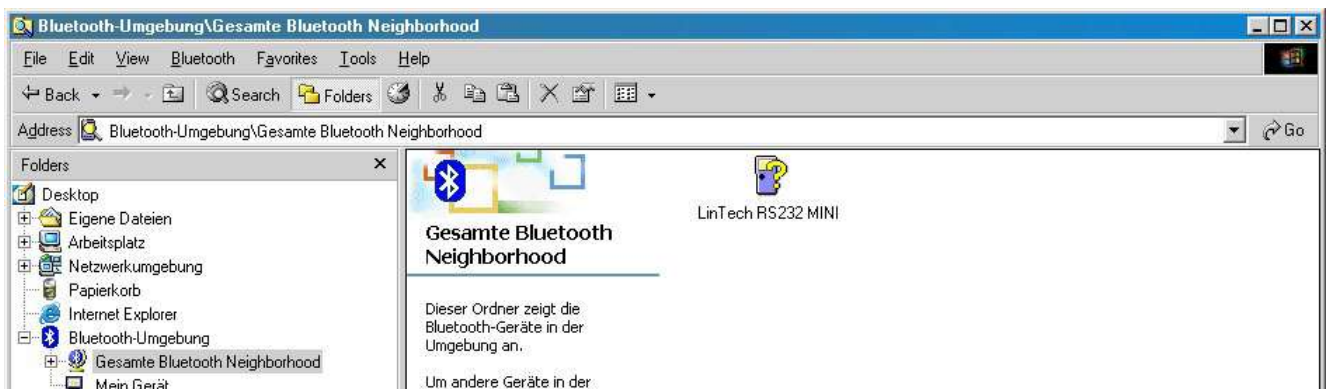 Bluetooth-Umgebung\Gesamte Bluetooth Neighborhood
File Edit View Bluetooth Favorites Tools Help
Back Search Folders
Address Bluetooth-Umgebung\Gesamte Bluetooth Neighborhood Go
Folders
Desktop
Eigene Dateien
Arbeitsplatz
Netzwerkumgebung
Papierkorb
Internet Explorer
Bluetooth-Umgebung
Gesamte Bluetooth Neighborhood
Mein Gerät
Gesamte Bluetooth
Neighborhood
Dieser Ordner zeigt die
Bluetooth-Geräte in der
Umgebung an.
Um andere Geräte in der
LinTech RS232 MINI